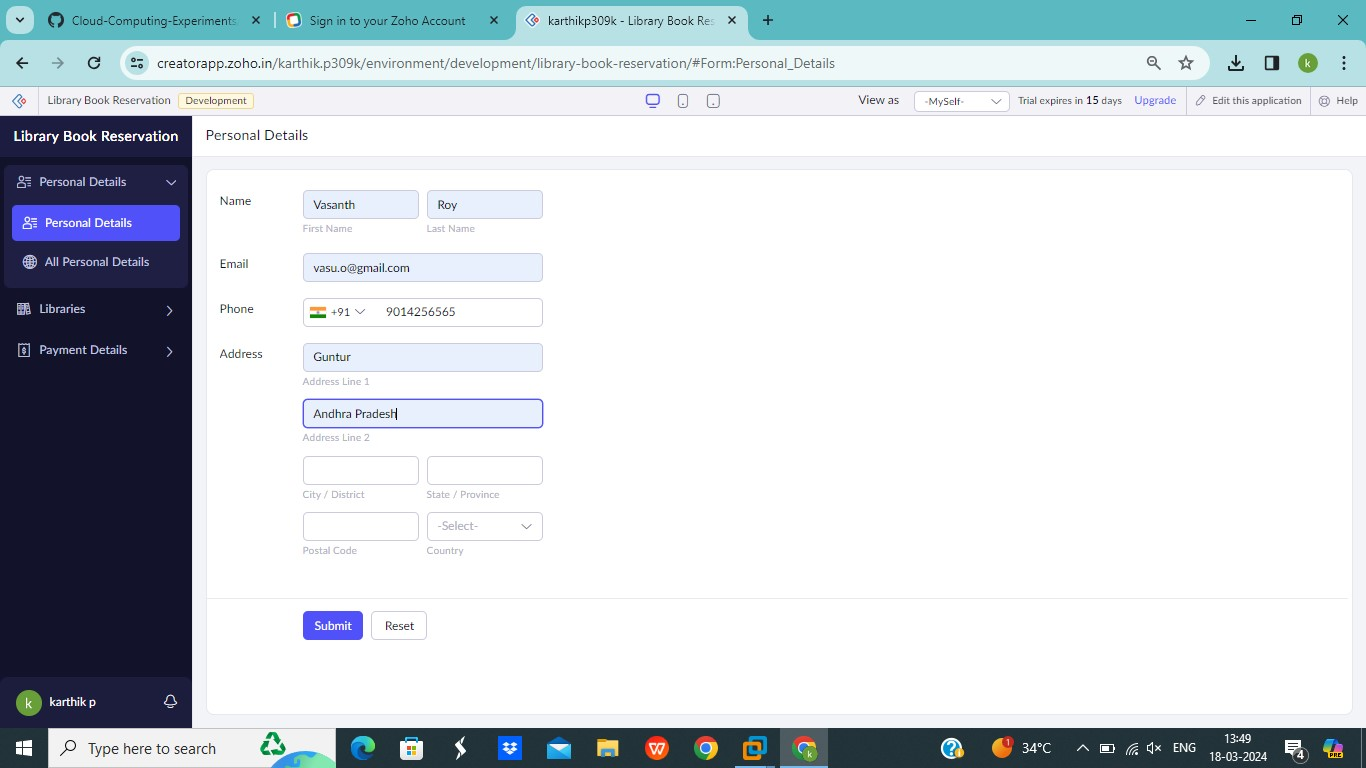 Cloud-Computing-Experiments
Sign in to your Zoho Account
karthikp309k - Library Book Res
creatorapp.zoho.in/karthik.p309k/environment/development/library-book-reservation/#Form:Personal_Details
k
Library Book Reservation
Development
View as
-MySelf-
Trial expires in 15 days
Upgrade
Edit this application
Help
Library Book Reservation
Personal Details
Personal Details
Personal Details
All Personal Details
Libraries
Payment Details
Name
Vasanth
Roy
First Name
Last Name
Email
vasu.o@gmail.com
Phone
+91
9014256565
Address
Guntur
Address Line 1
Andhra Pradesh
Address Line 2
City / District
State / Province
-Select-
Postal Code
Country
Submit
Reset
k
karthik p
Type here to search
1
34°C
ENG
13:49
18-03-2024
4
PRE